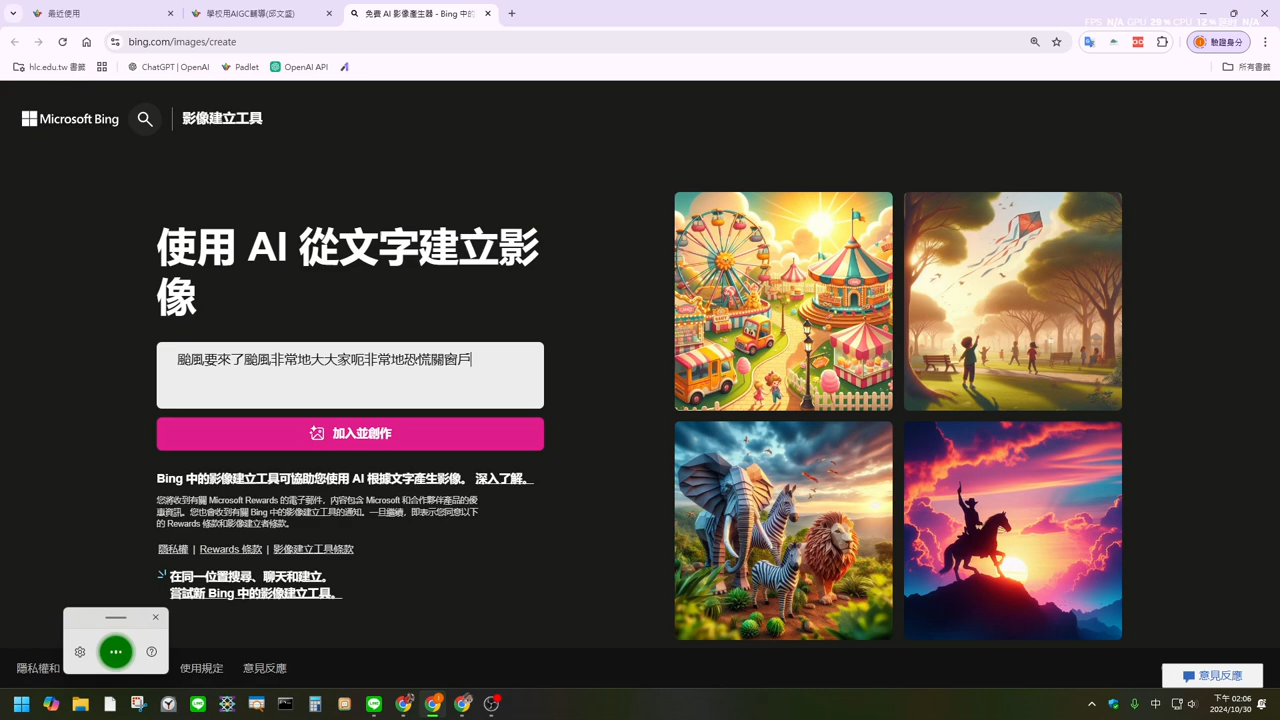 最近使用
學校用AIGC輔導(邱文盛)
免費 AI 影像產生器 - Bing 中的
FPS N/A GPU 29 % CPU 12 % 延時 N/A
bing.com/images/create
驗證身分
hlc.edu.tw 書籤
ChatGPT | OpenAI
Padlet
OpenAI API
所有書籤
Microsoft Bing
影像建立工具
使用 AI 從文字建立影
像
颱風要來了颱風非常地大大家呃非常地恐慌關窗戶
加入並創作
Bing 中的影像建立工具可協助您使用 AI 根據文字產生影像。 深入了解。
您將收到有關 Microsoft Rewards 的電子郵件，內容包含 Microsoft 和合作夥伴產品的優
惠資訊。您也會收到有關 Bing 中的影像建立工具的通知。一旦繼續，即表示您同意以下
的 Rewards 條款和影像建立者條款。
隱私權 | Rewards 條款 | 影像建立工具條款
在同一位置搜尋、聊天和建立。
嘗試新 Bing 中的影像建立工具。
隱私權和
使用規定
意見反應
意見反應
中
下午 02:06
2024/10/30